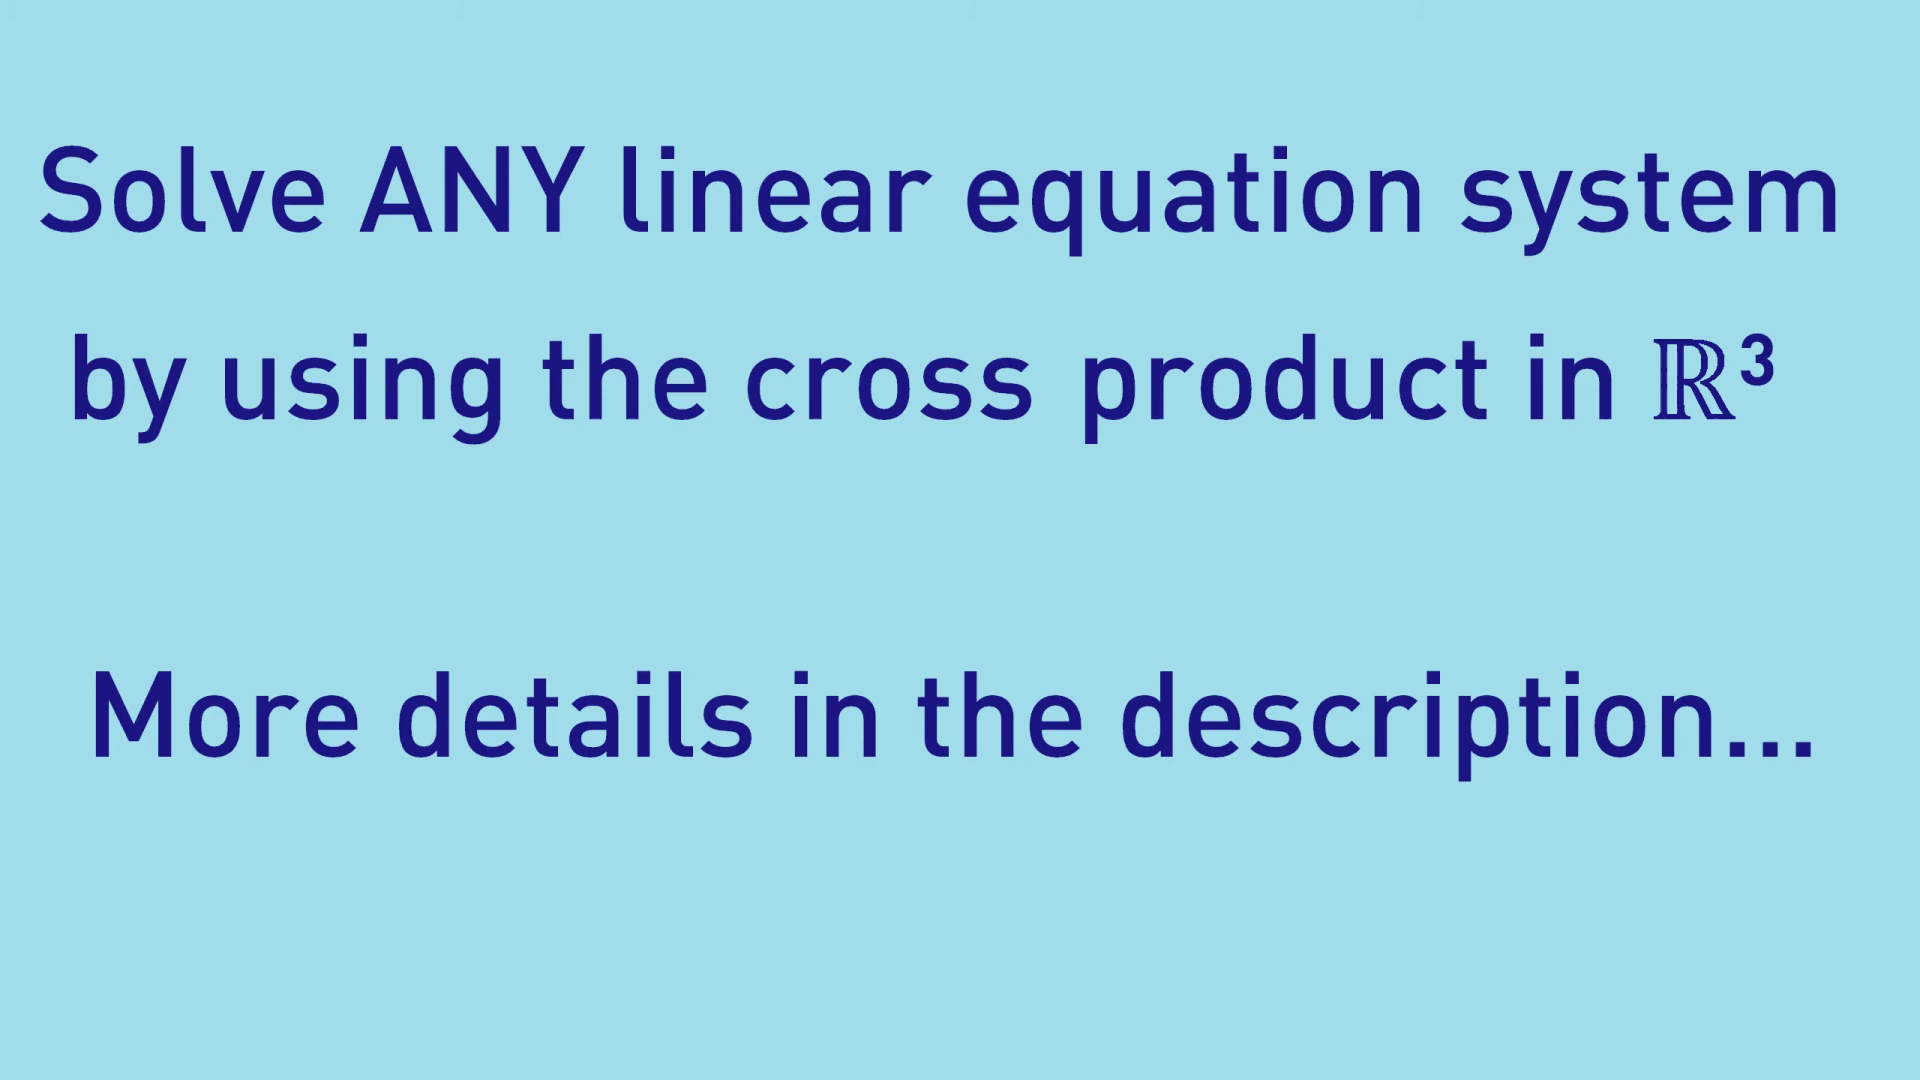 Solve ANY linear equation system
by using the cross product in ℝ³
More details in the description...